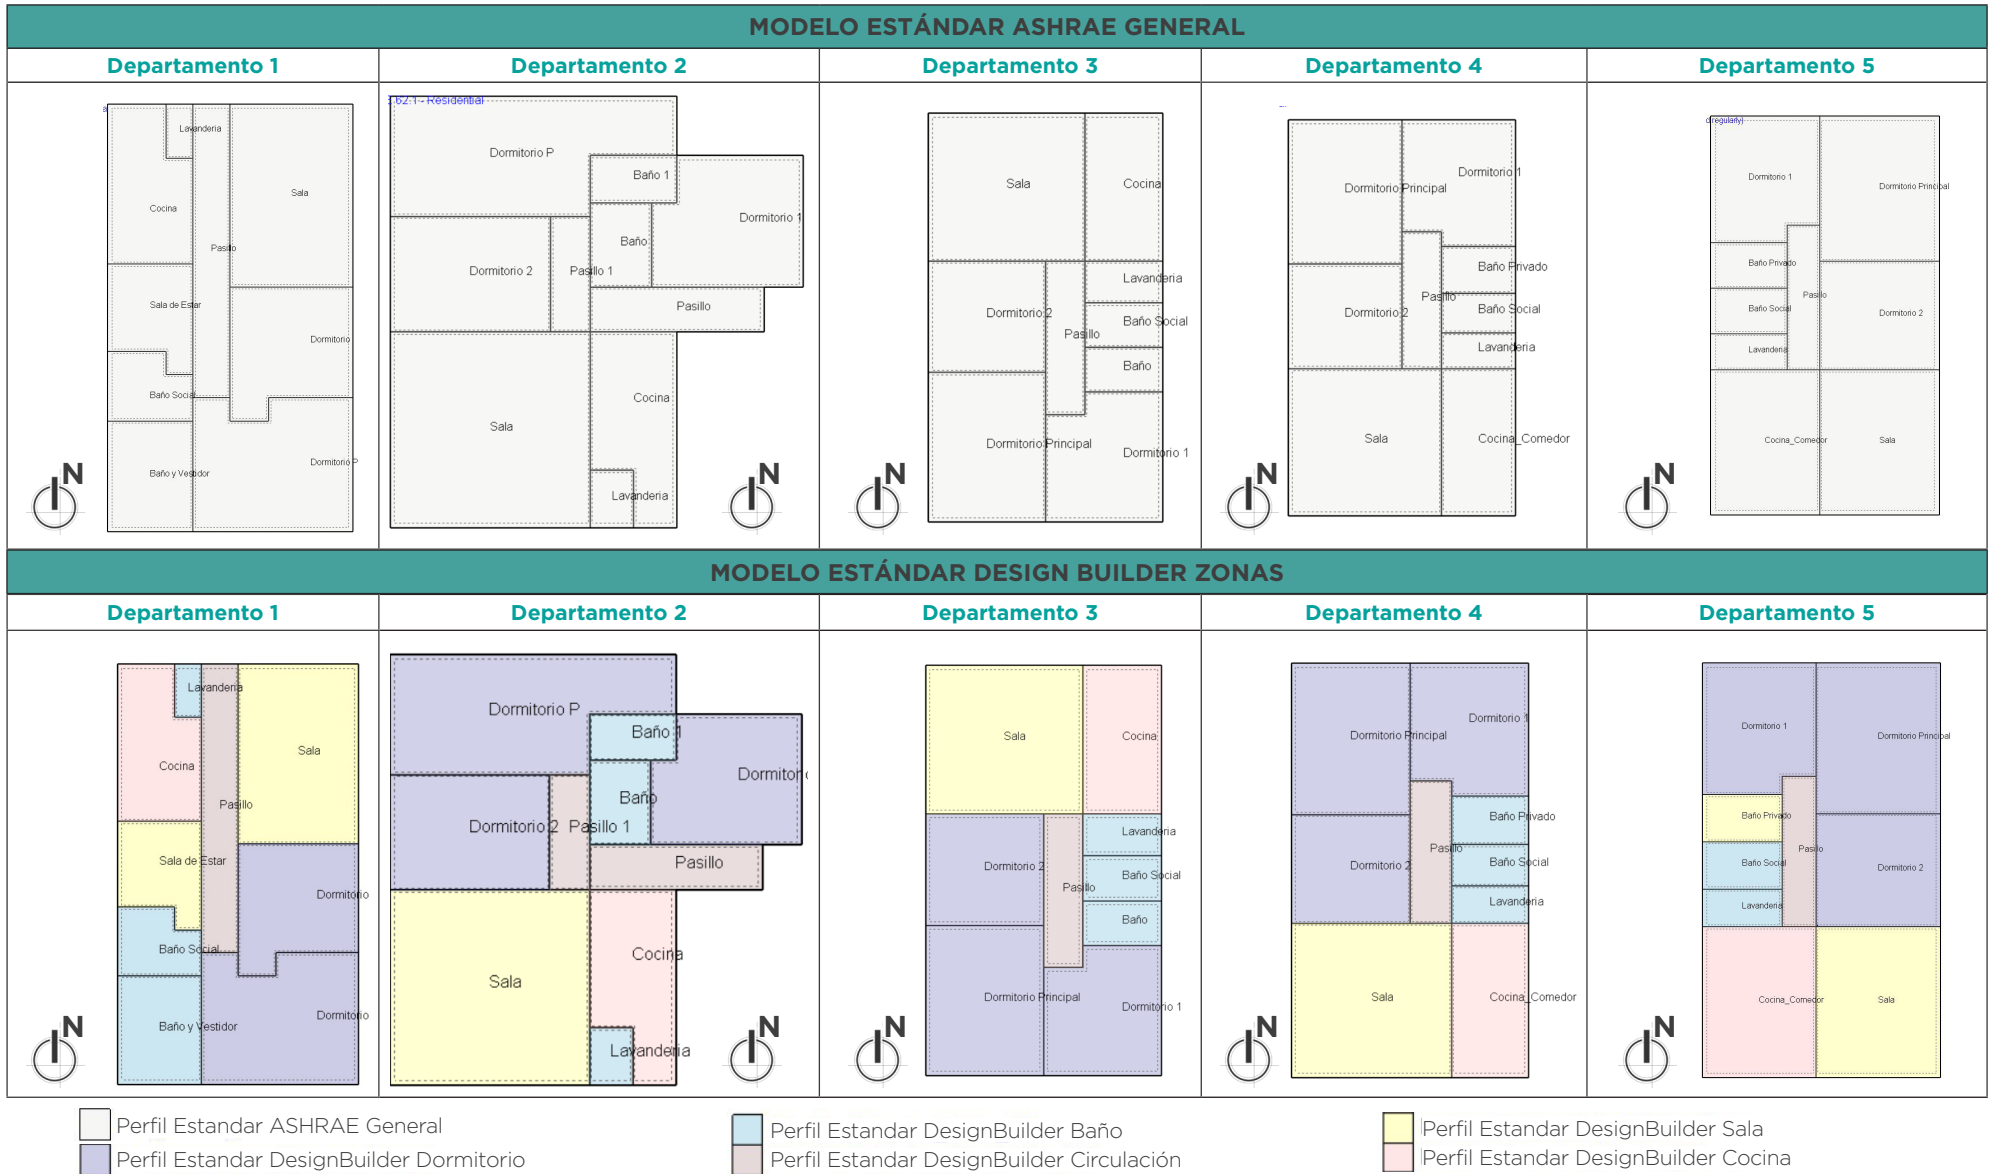 MODELO ESTÁNDAR ASHRAE GENERAL
Departamento 1
Departamento 2
Departamento 3
Departamento 4
Departamento 5
Lavanderia
Sala
Cocina
Pasillo
Sala de Estar
Dormitorio
Baño Social
Dormitorio P
Baño y Vestidor
N
62.1 - Residential
Dormitorio P
Baño 1
Dormitorio 1
Baño
Dormitorio 2
Pasillo 1
Pasillo
Cocina
Sala
Lavanderia
N
Sala
Cocina
Lavanderia
Dormitorio 2
Baño Social
Pasillo
Baño
Dormitorio Principal
Dormitorio 1
N
Dormitorio 1
Dormitorio Principal
Baño Privado
Pasillo
Dormitorio 2
Baño Social
Lavanderia
Sala
Cocina_Comedor
N
Dormitorio 1
Dormitorio Principal
Baño Privado
Pasillo
Baño Social
Dormitorio 2
Lavanderia
Cocina_Comedor
Sala
N
MODELO ESTÁNDAR DESIGN BUILDER ZONAS
Departamento 1
Departamento 2
Departamento 3
Departamento 4
Departamento 5
Lavanderia
Sala
Cocina
Pasillo
Sala de Estar
Dormitorio
Baño Social
Dormitorio
Baño y Vestidor
N
Dormitorio P
Baño 1
Dormitor
Baño
Dormitorio 2
Pasillo 1
Pasillo
Cocina
Sala
Lavanderia
N
Sala
Cocina
Lavanderia
Dormitorio 2
Baño Social
Pasillo
Baño
Dormitorio Principal
Dormitorio 1
N
Dormitorio 1
Dormitorio Principal
Baño Privado
Pasillo
Dormitorio 2
Baño Social
Lavanderia
Sala
Cocina_Comedor
N
Dormitorio 1
Dormitorio Principal
Baño Privado
Pasillo
Baño Social
Dormitorio 2
Lavanderia
Cocina_Comedor
Sala
N
Perfil Estandar ASHRAE General
Perfil Estandar DesignBuilder Dormitorio
Perfil Estandar DesignBuilder Baño
Perfil Estandar DesignBuilder Circulación
Perfil Estandar DesignBuilder Sala
Perfil Estandar DesignBuilder Cocina